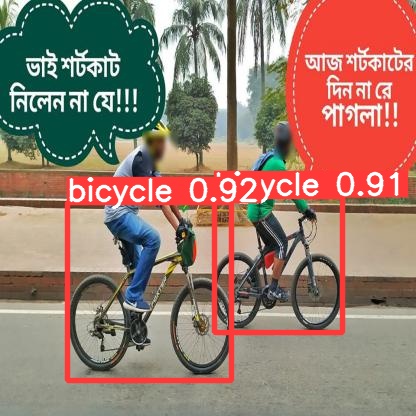 ভাই শর্টকাট
নিলেন না যে!!!
আজ শর্টকাটের
দিন না রে
পাগলা!!
bicycle 0.92
ycle 0.91